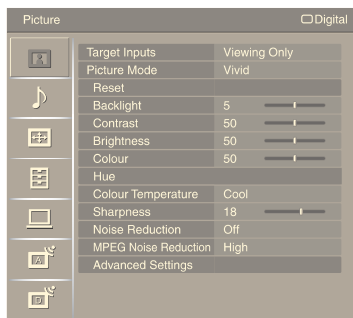 Picture Digital
Target Inputs Viewing Only
Picture Mode Vivid
Reset
Backlight 5
Contrast 50
Brightness 50
Colour 50
Hue
Colour Temperature Cool
Sharpness 18
Noise Reduction Off
MPEG Noise Reduction High
Advanced Settings
A
D